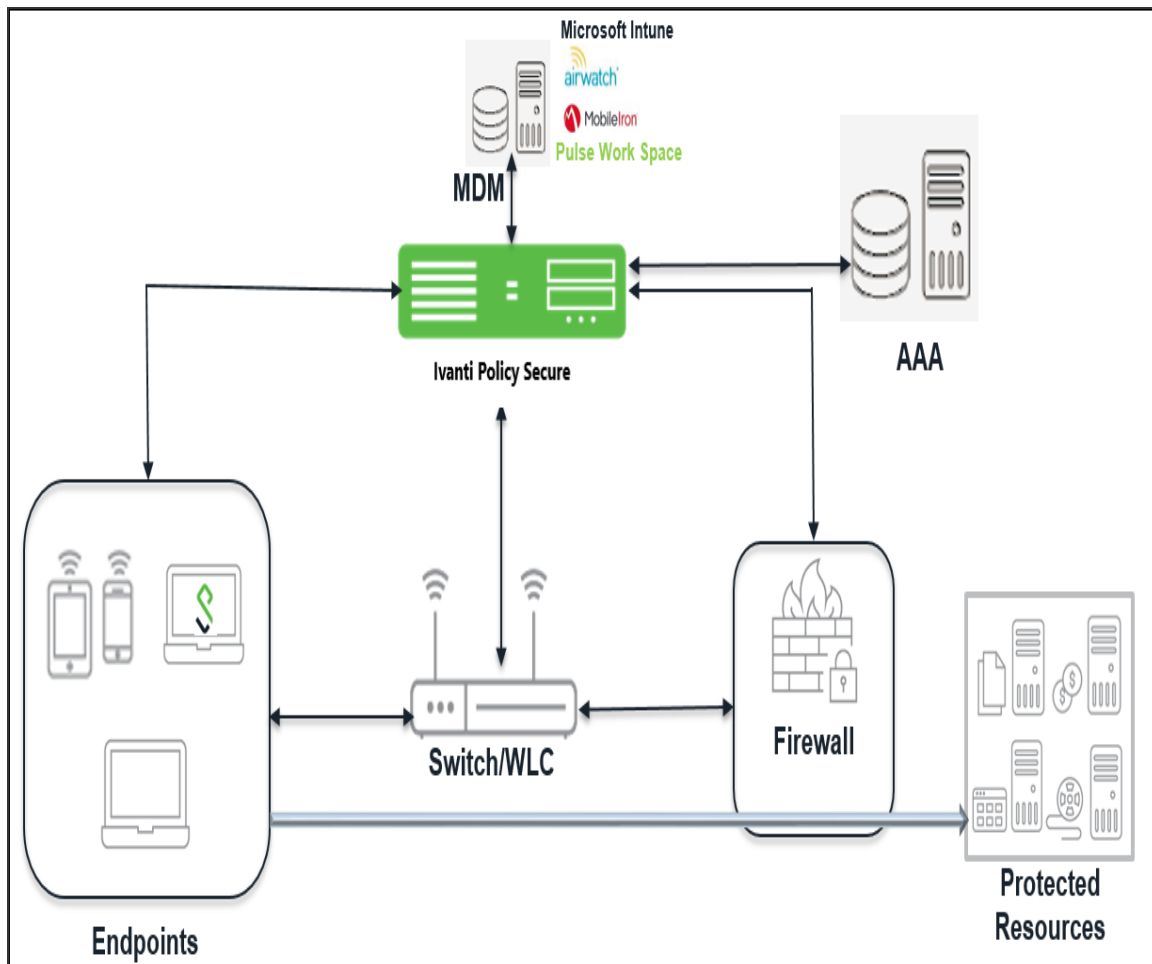 Microsoft Intune
airwatch
MobileIron
Pulse Work Space
MDM
AAA
Ivanti Policy Secure
Switch/WLC
Firewall
Protected
Resources
Endpoints